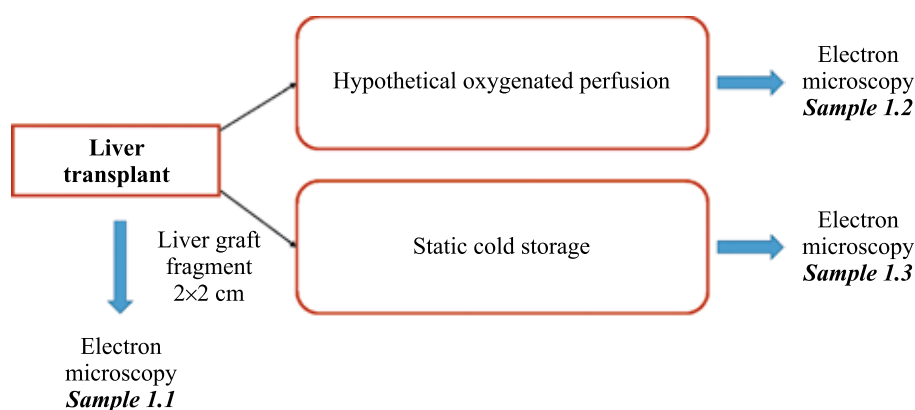 Liver
transplant
Hypothetical oxygenated perfusion
Electron
microscopy
Sample 1.2
Static cold storage
Electron
microscopy
Sample 1.3
Liver graft
fragment
2×2 cm
Electron
microscopy
Sample 1.1